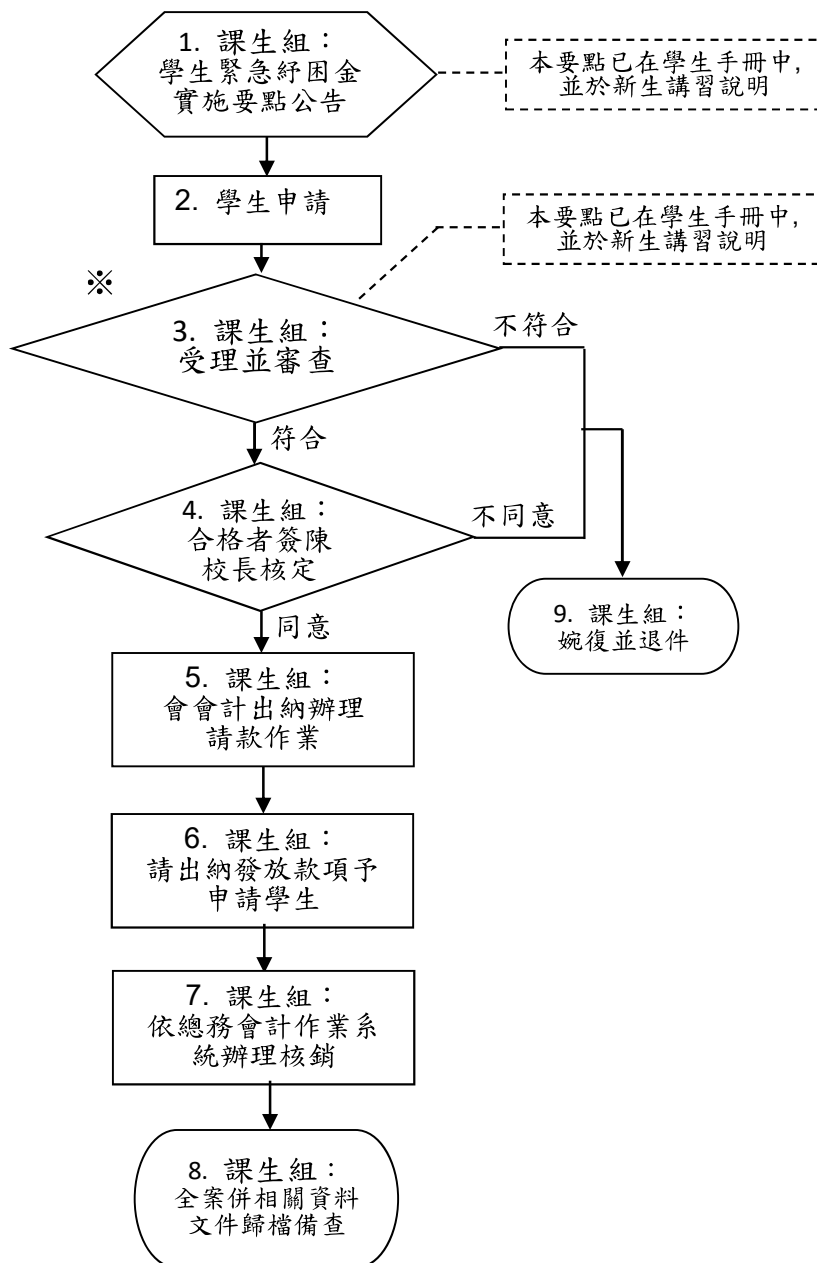 1. 課生組：
學生緊急紓困金
實施要點公告
本要點已在學生手冊中,
並於新生講習說明
2. 學生申請
本要點已在學生手冊中,
並於新生講習說明
※
3. 課生組：
受理並審查
不符合
符合
4. 課生組：
合格者簽陳
校長核定
不同意
同意
9. 課生組：
婉復並退件
5. 課生組：
會會計出納辦理
請款作業
6. 課生組：
請出納發放款項予
申請學生
7. 課生組：
依總務會計作業系
統辦理核銷
8. 課生組：
全案併相關資料
文件歸檔備查